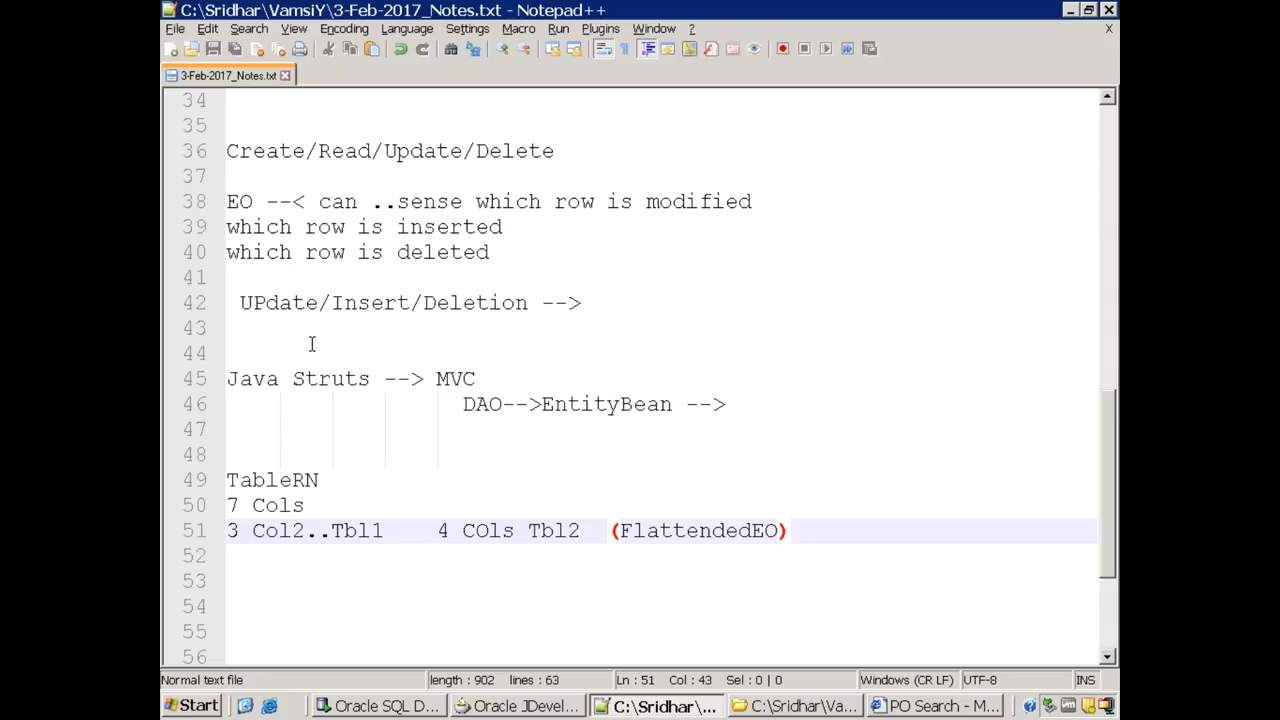 C:\Sridhar\VamsiY\3-Feb-2017_Notes.txt - Notepad++
File Edit Search View Encoding Language Settings Macro Run Plugins Window ? X
3-Feb-2017_Notes.txt
34
35
36 Create/Read/Update/Delete
37
38 EO --< can ..sense which row is modified
39 which row is inserted
40 which row is deleted
41
42 UPdate/Insert/Deletion -->
43
44
45 Java Struts --> MVC
46 DAO-->EntityBean -->
47
48
49 TableRN
50 7 Cols
51 3 Col2..Tbl1 4 COls Tbl2 (FlattendedEO)
52
53
54
55
56
Normal text file length : 902 lines : 63 Ln : 51 Col : 43 Sel : 0 | 0 Windows (CR LF) UTF-8 INS
Start Oracle SQL D... Oracle JDevel... C:\Sridhar\... C:\Sridhar\Va... PO Search - M...